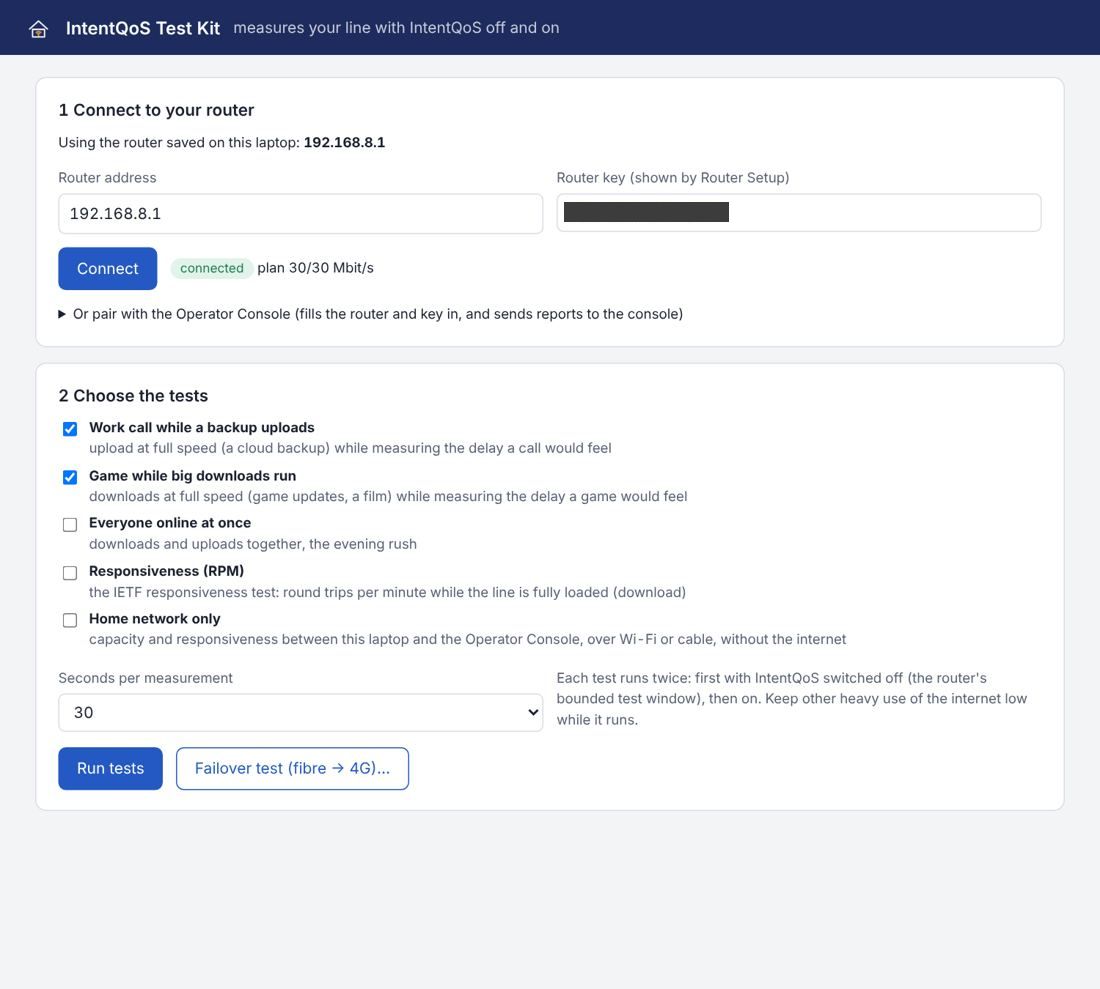 IntentQoS Test Kit measures your line with IntentQoS off and on
1 Connect to your router
Using the router saved on this laptop: 192.168.8.1
Router address
Router key (shown by Router Setup)
192.168.8.1
Connect
connected plan 30/30 Mbit/s
Or pair with the Operator Console (fills the router and key in, and sends reports to the console)
2 Choose the tests
Work call while a backup uploads
upload at full speed (a cloud backup) while measuring the delay a call would feel
Game while big downloads run
downloads at full speed (game updates, a film) while measuring the delay a game would feel
Everyone online at once
downloads and uploads together, the evening rush
Responsiveness (RPM)
the IETF responsiveness test: round trips per minute while the line is fully loaded (download)
Home network only
capacity and responsiveness between this laptop and the Operator Console, over Wi-Fi or cable, without the internet
Seconds per measurement
30
Each test runs twice: first with IntentQoS switched off (the router's
bounded test window), then on. Keep other heavy use of the internet low
while it runs.
Run tests
Failover test (fibre → 4G)...